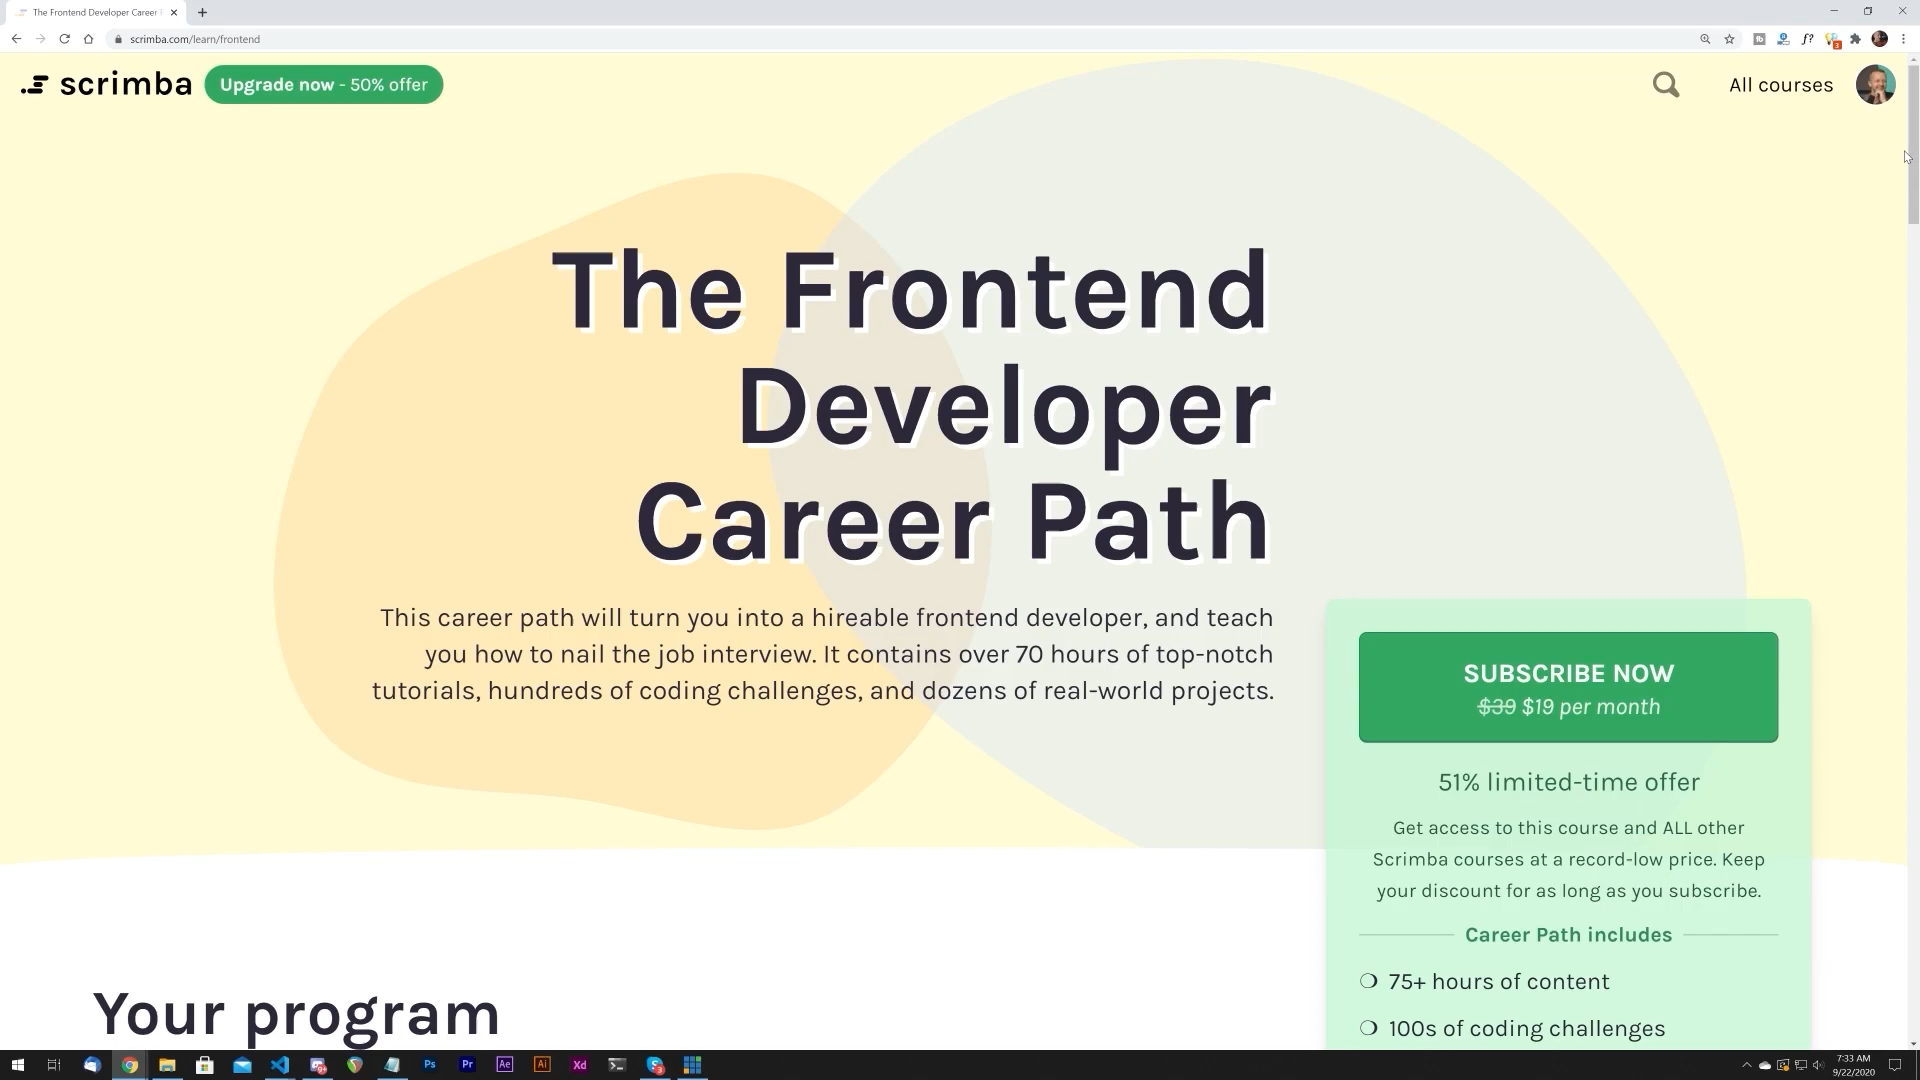 The Frontend Developer Career
scrimba.com/learn/frontend
scrimba
Upgrade now - 50% offer
All courses
The Frontend
Developer
Career Path
This career path will turn you into a hireable frontend developer, and teach
you how to nail the job interview. It contains over 70 hours of top-notch
tutorials, hundreds of coding challenges, and dozens of real-world projects.
SUBSCRIBE NOW
$39 $19 per month
51% limited-time offer
Get access to this course and ALL other
Scrimba courses at a record-low price. Keep
your discount for as long as you subscribe.
Career Path includes
75+ hours of content
100s of coding challenges
Your program
Ps
Pr
Ae
Ai
Xd
7:33 AM
9/22/2020